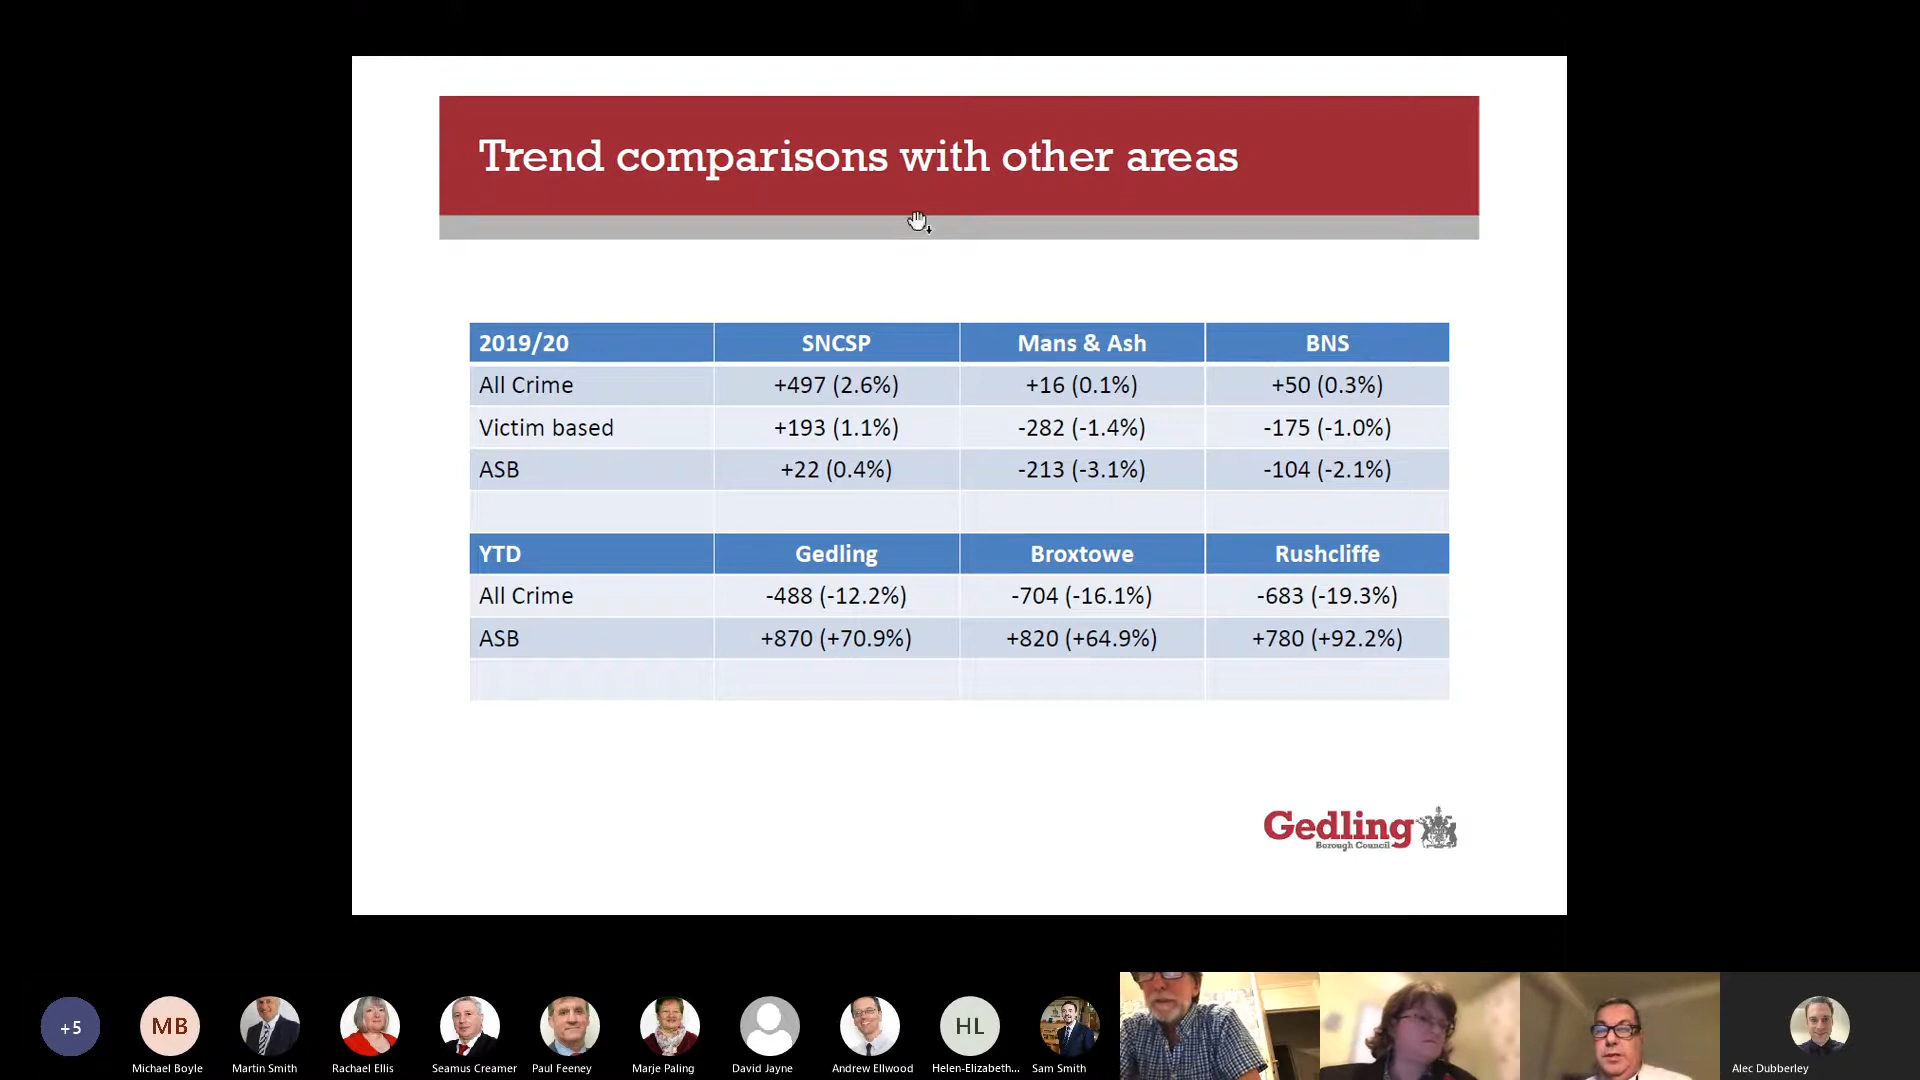 Trend comparisons with other areas
2019/20 SNCSP Mans & Ash BNS
All Crime +497 (2.6%) +16 (0.1%) +50 (0.3%)
Victim based +193 (1.1%) -282 (-1.4%) -175 (-1.0%)
ASB +22 (0.4%) -213 (-3.1%) -104 (-2.1%)
YTD Gedling Broxtowe Rushcliffe
All Crime -488 (-12.2%) -704 (-16.1%) -683 (-19.3%)
ASB +870 (+70.9%) +820 (+64.9%) +780 (+92.2%)
Gedling
Borough Council
+5 MB HL
Michael Boyle Martin Smith Rachael Ellis Seamus Creamer Paul Feeney Marje Paling David Jayne Andrew Ellwood Helen-Elizabeth... Sam Smith Alec Dubberley